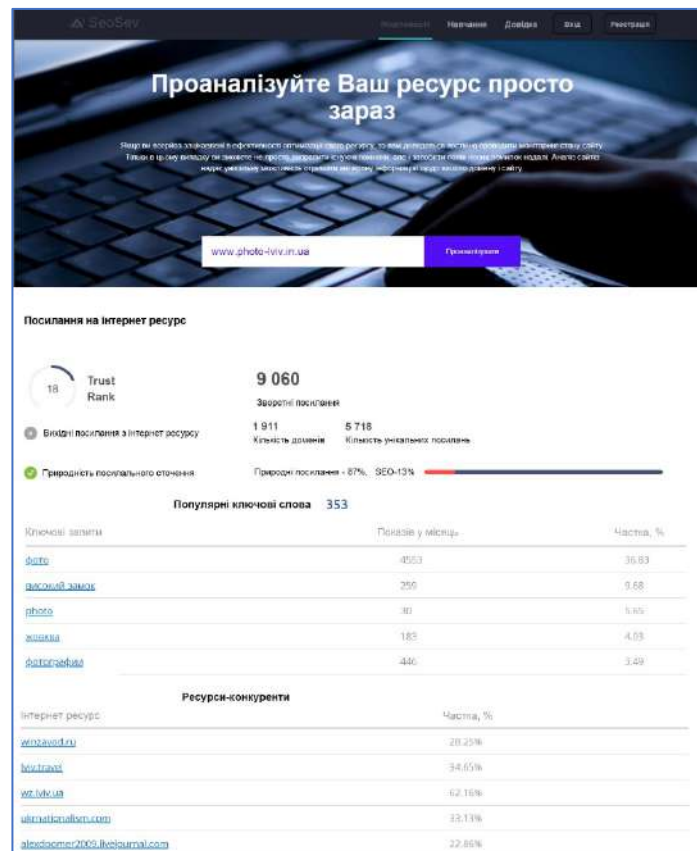 SeoSev
Можливості Навчання Довідка Вхід Реєстрація
Проаналізуйте Ваш ресурс просто
зараз
www.photo-lviv.in.ua Проаналізувати
Посилання на інтернет ресурс
18 Trust Rank
9 060
Зворотні посилання
Вихідні посилання з інтернет ресурсу
1 911 5 718
Кількість доменів Кількість унікальних посилань
Природність посилального оточення Природні посилання - 87%, SEO-13%
Популярні ключові слова 353
Ключові запити Показів у місяць Частка, %
фото 4553 36.83
високий замок 259 9.68
photo 30 5.65
жовква 183 4.03
фотографии 446 3.49
Ресурси-конкуренти
Інтернет ресурс Частка, %
winzavod.ru 28.25%
lviv.travel 94.65%
wz.lviv.ua 62.16%
ukrnationalism.com 33.13%
alexdoomer2009.livejournal.com 22.86%